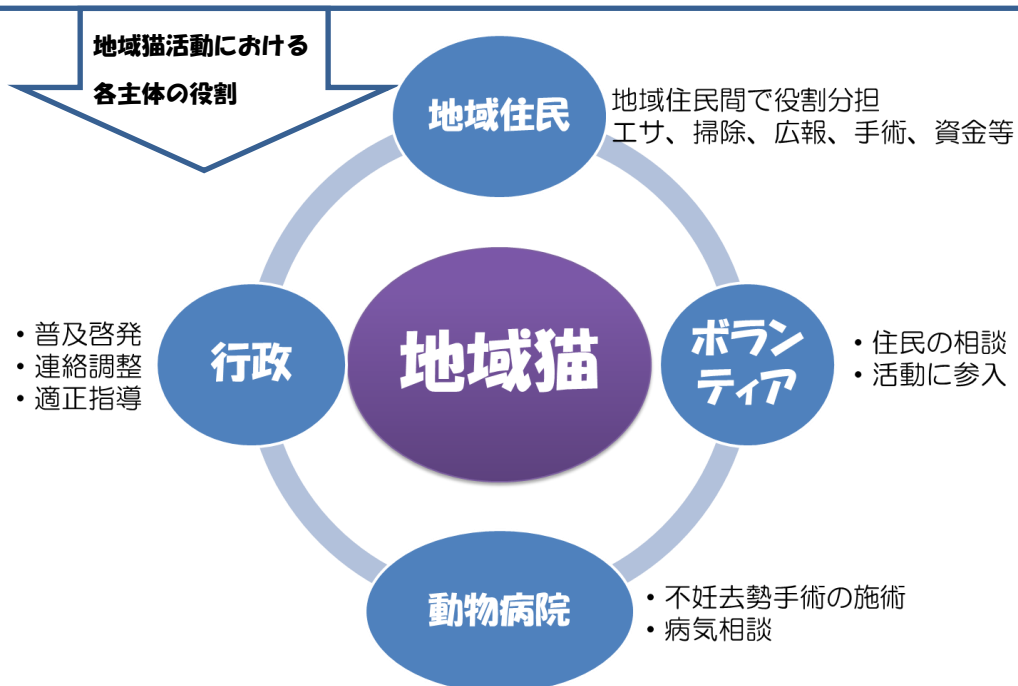 地域猫活動における
各主体の役割
地域住民
地域住民間で役割分担
エサ、掃除、広報、手術、資金等
・普及啓発
・連絡調整
・適正指導
行政
地域猫
ボラン
ティア
・住民の相談
・活動に参入
動物病院
・不妊去勢手術の施術
・病気相談